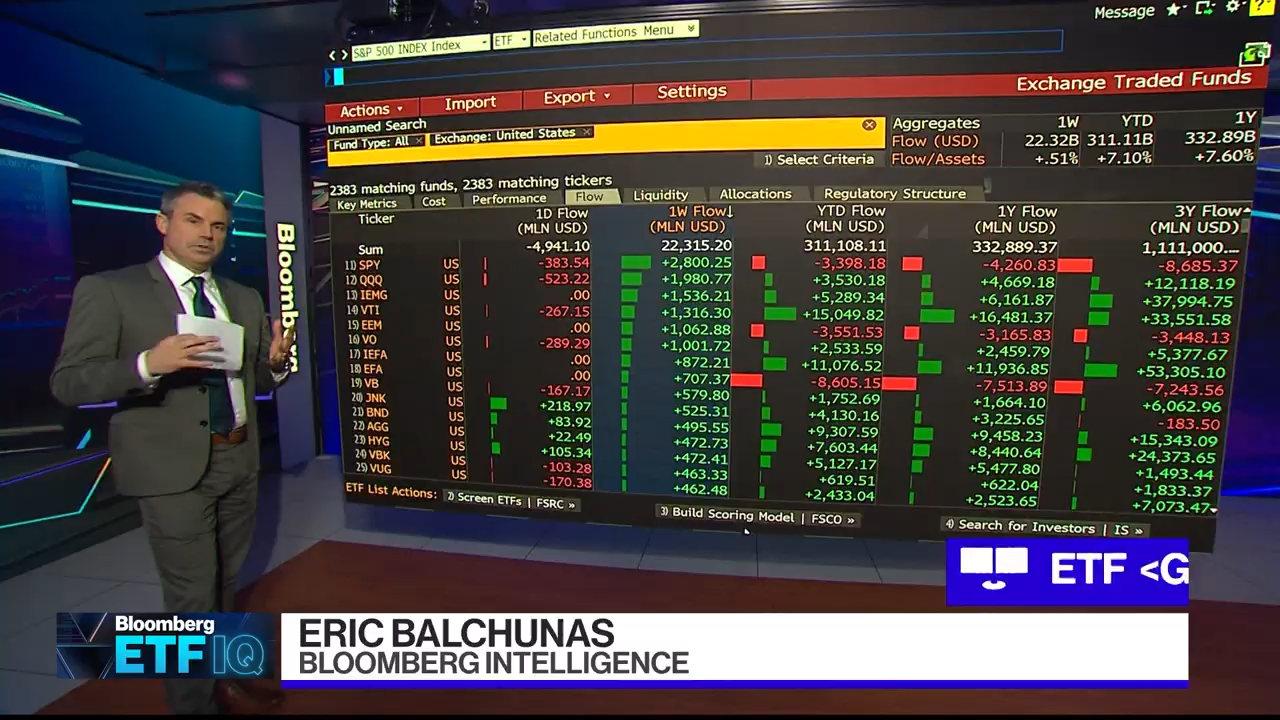 Message
S&P 500 INDEX Index ETF Related Functions Menu
Actions Import Export Settings Exchange Traded Funds
Unnamed Search
Fund Type: All × Exchange: United States ×
Aggregates 1W YTD 1Y
Flow (USD) 22.32B 311.11B 332.89B
Flow/Assets +.51% +7.10% +7.60%
1) Select Criteria
2383 matching funds, 2383 matching tickers
Key Metrics Cost Performance Flow Liquidity Allocations Regulatory Structure
Ticker 1D Flow 1W Flow↓ YTD Flow 1Y Flow 3Y Flow
(MLN USD) (MLN USD) (MLN USD) (MLN USD) (MLN USD)
Sum -4,941.10 22,315.20 311,108.11 332,889.37 1,111,000....
11) SPY US -383.54 +2,800.25 -3,398.18 -4,260.83 -8,685.37
12) QQQ US -523.22 +1,980.77 +3,530.18 +4,669.18 +12,118.19
13) IEMG US .00 +1,536.21 +5,289.34 +6,161.87 +37,994.75
14) VTI US -267.15 +1,316.30 +15,049.82 +16,481.37 +33,551.58
15) EEM US .00 +1,062.88 -3,551.53 -3,165.83 -3,448.13
16) VO US -289.29 +1,001.72 +2,533.59 +2,459.79 +5,377.67
17) IEFA US .00 +872.21 +11,076.52 +11,936.85 +53,305.10
18) EFA US .00 +707.37 -8,605.15 -7,513.89 -7,243.56
19) VB US -167.17 +579.80 +1,752.69 +1,664.10 +6,062.96
20) JNK US +218.97 +525.31 +4,130.16 +3,225.65 -183.50
21) BND US +83.92 +495.55 +9,307.59 +9,458.23 +15,343.09
22) AGG US +22.49 +472.73 +7,603.44 +8,440.64 +24,373.65
23) HYG US +105.34 +472.41 +5,127.17 +5,477.80 +1,493.44
24) VBK US -103.28 +463.33 +619.51 +622.04 +1,833.37
25) VUG US -170.38 +462.48 +2,433.04 +2,523.65 +7,073.47
ETF List Actions: 2) Screen ETFs | FSRC » 3) Build Scoring Model | FSCO » 4) Search for Investors | IS »
ETF <G
Bloomberg
ETF IQ
ERIC BALCHUNAS
BLOOMBERG INTELLIGENCE